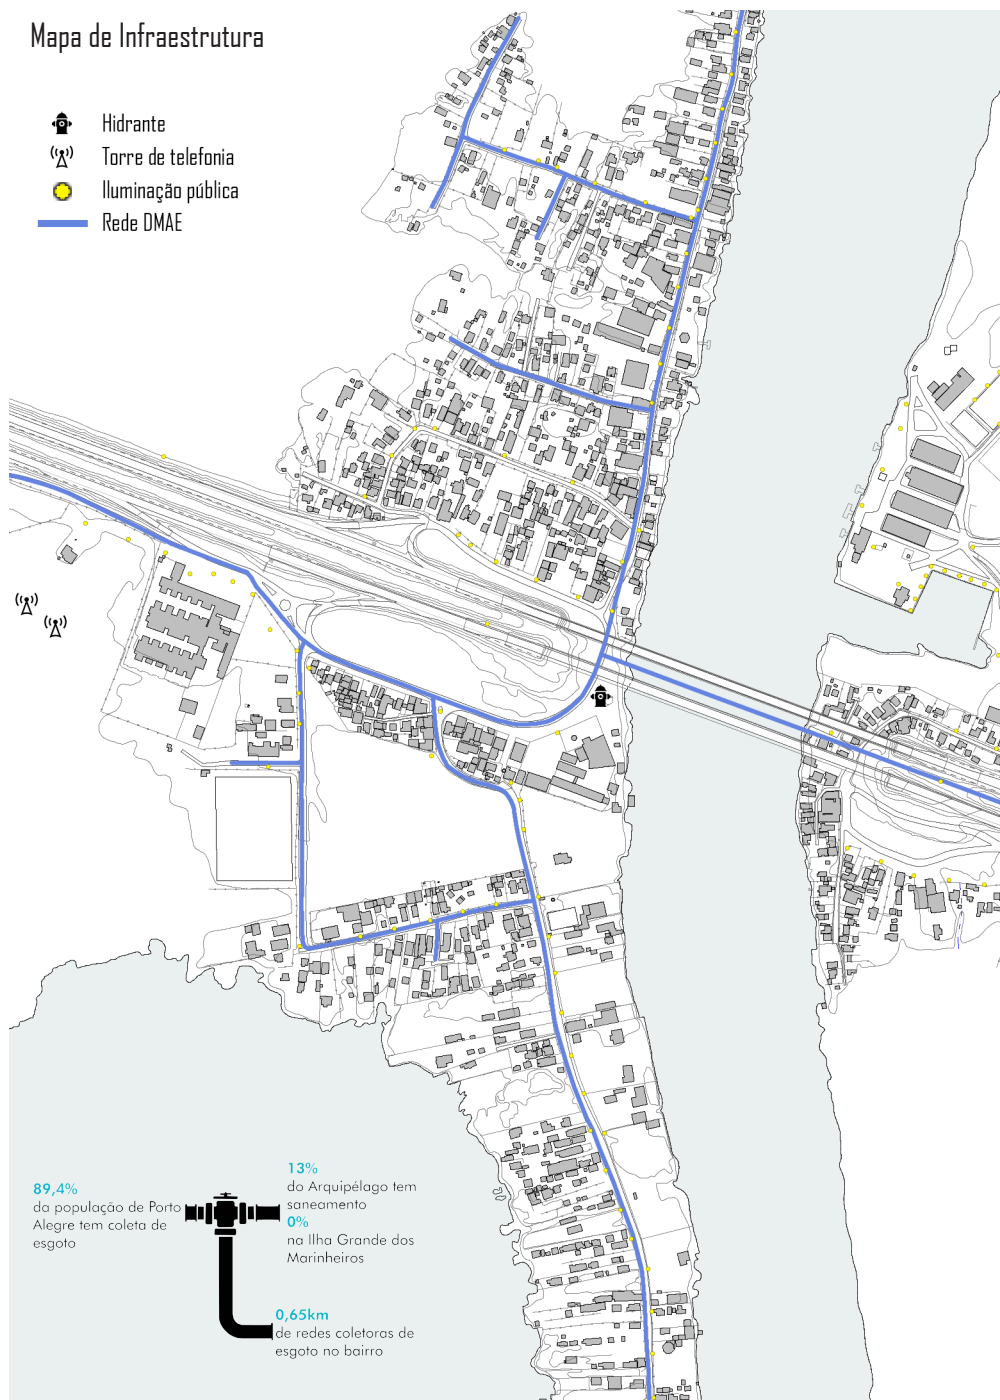 Mapa de Infraestrutura
Hidrante
Torre de telefonia
Iluminação pública
Rede DMAE
89,4%
da população de Porto
Alegre tem coleta de
esgoto
13%
do Arquipélago tem
saneamento
0%
na Ilha Grande dos
Marinheiros
0,65km
de redes coletoras de
esgoto no bairro